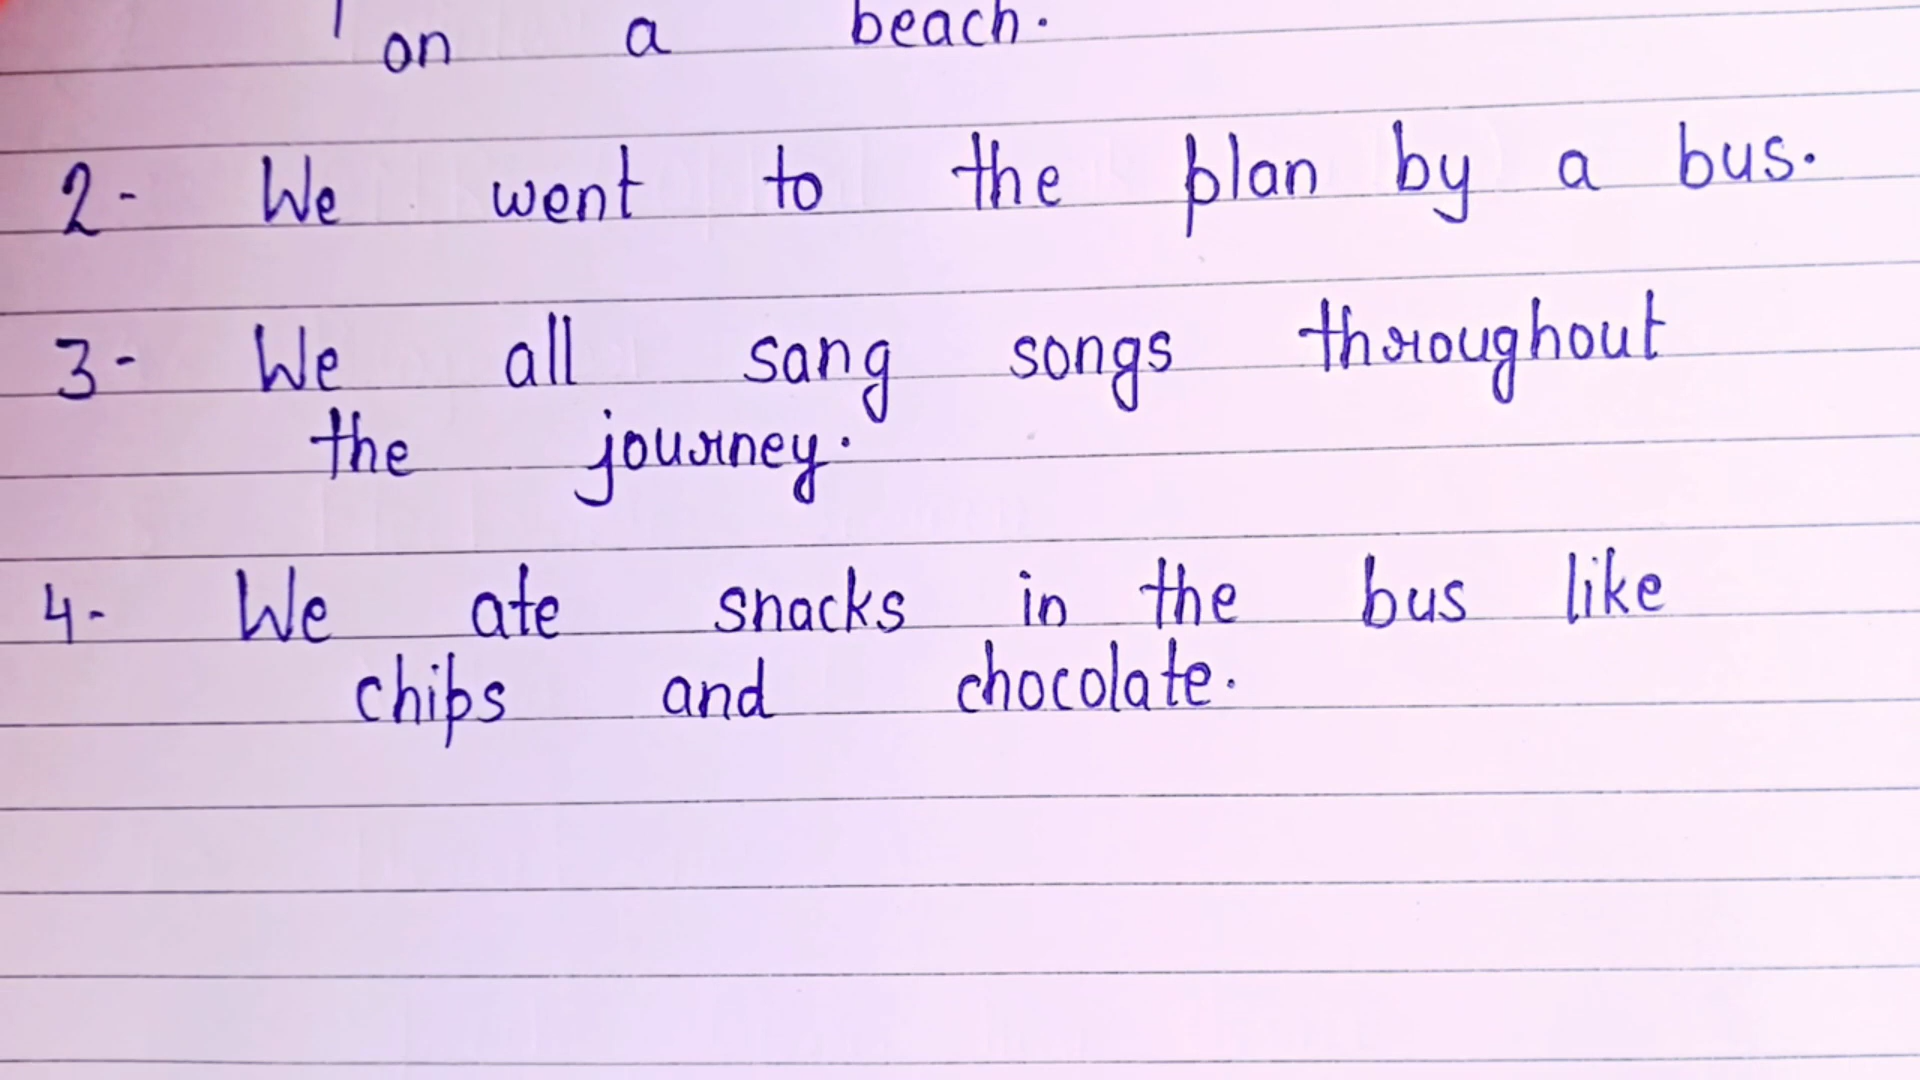 on a beach.
2- We went to the plan by a bus.
3- We all sang songs throughout
the journey.
4- We ate snacks in the bus like
chips and chocolate.